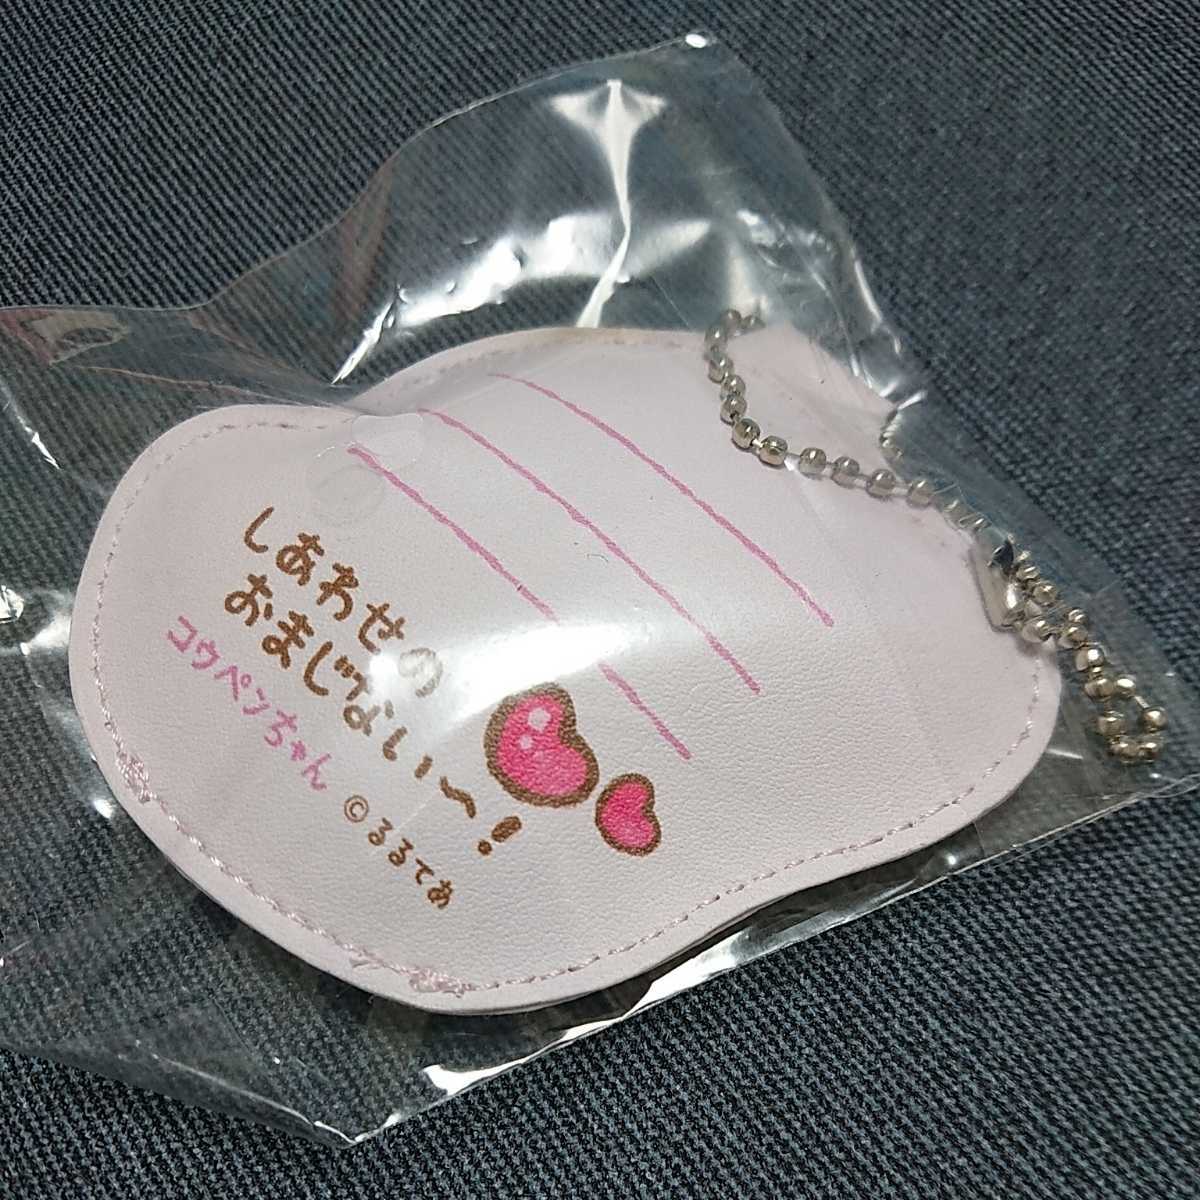 しあわせの
おまじない～!
コウペンちゃん
©るるてあ